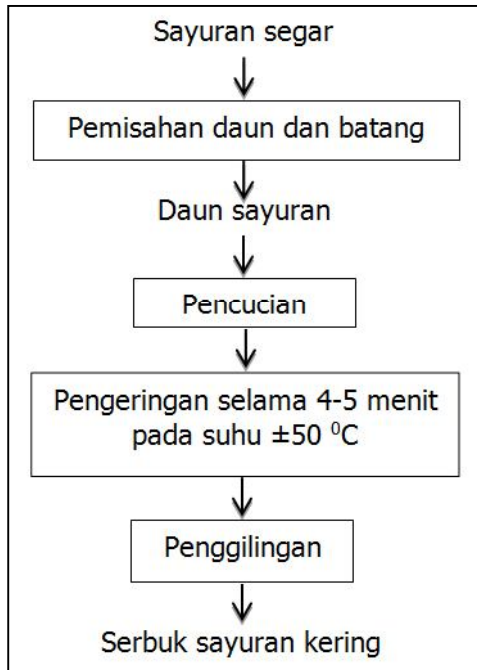 Sayuran segar
Pemisahan daun dan batang
Daun sayuran
Pencucian
Pengeringan selama 4-5 menit
pada suhu ±50 ⁰C
Penggilingan
Serbuk sayuran kering